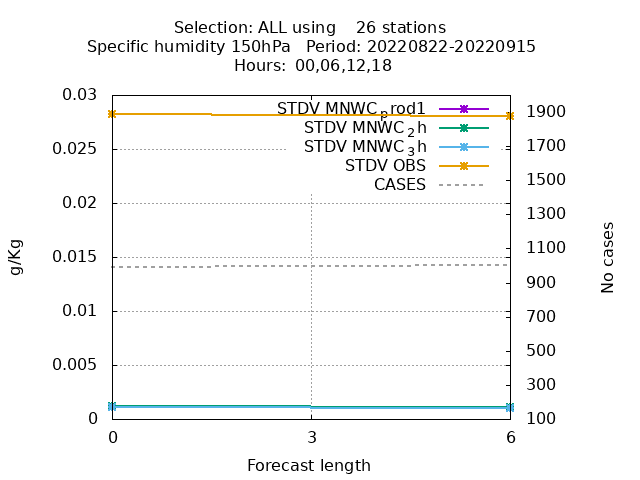 Selection: ALL using 26 stations
Specific humidity 150hPa Period: 20220822-20220915
Hours: 00,06,12,18
STDV MNWC_prod1
STDV MNWC_2h
STDV MNWC_3h
STDV OBS
CASES
0.03
0.025
0.02
0.015
0.01
0.005
0
1900
1700
1500
1300
1100
900
700
500
300
100
0
3
6
g/Kg
No cases
Forecast length